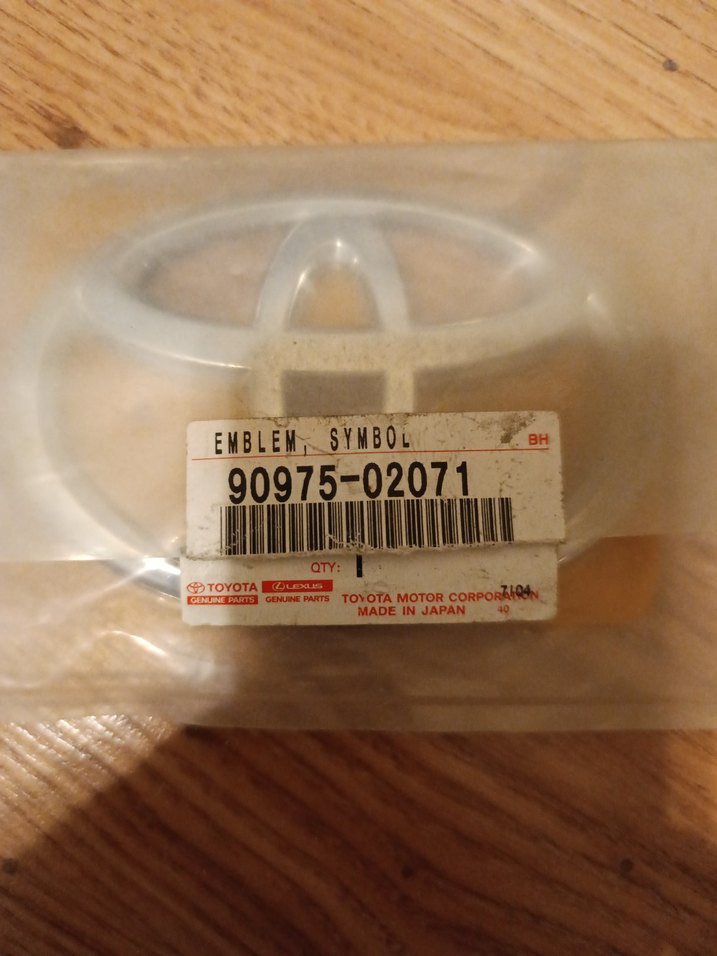 EMBLEM, SYMBOL
BH
90975-02071
QTY: 1
TOYOTA LEXUS
GENUINE PARTS GENUINE PARTS
7104
TOYOTA MOTOR CORPORATION
MADE IN JAPAN 40